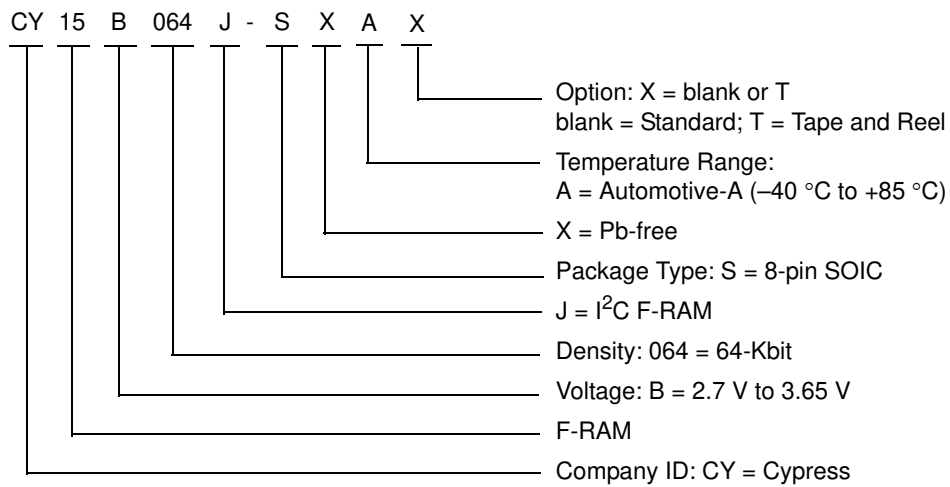 CY 15 B 064 J - S X A X
Option: X = blank or T
blank = Standard; T = Tape and Reel
Temperature Range:
A = Automotive-A (–40 °C to +85 °C)
X = Pb-free
Package Type: S = 8-pin SOIC
J = I²C F-RAM
Density: 064 = 64-Kbit
Voltage: B = 2.7 V to 3.65 V
F-RAM
Company ID: CY = Cypress